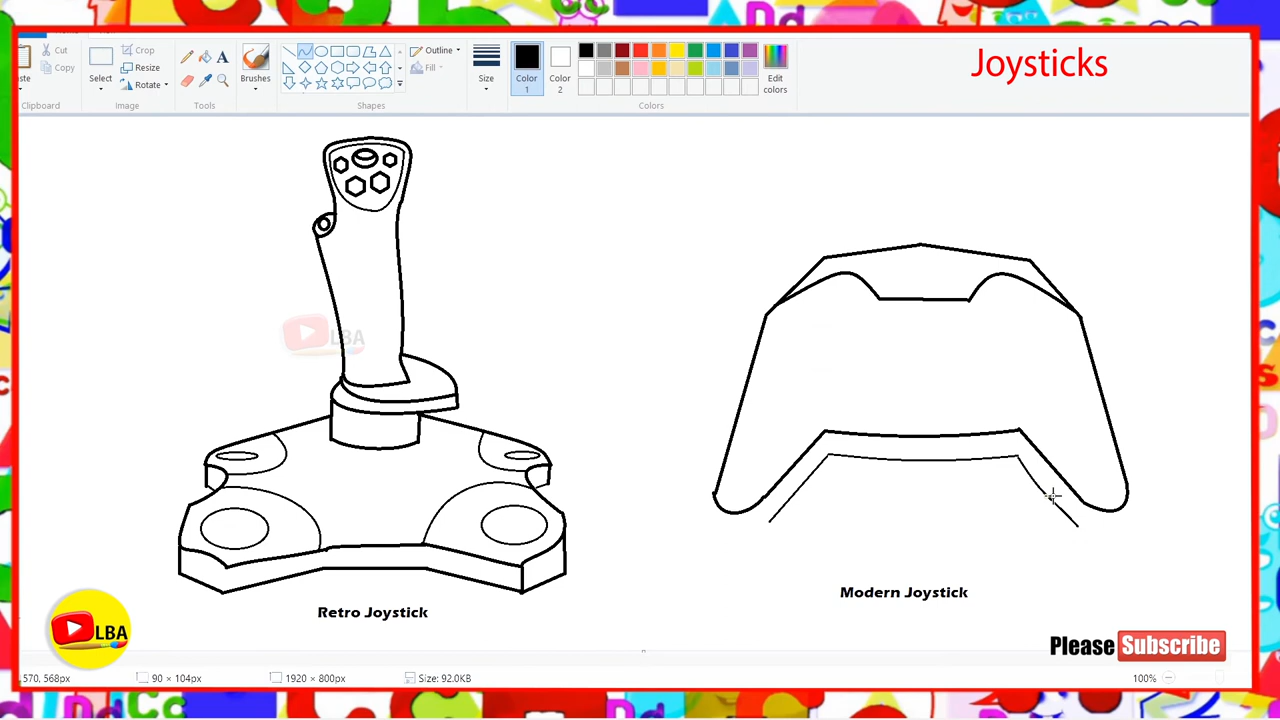 Joysticks
Cut
Copy
Clipboard
Select
Crop
Resize
Rotate
Image
Tools
Brushes
Outline
Fill
Shapes
Size
Color
1
Color
2
Edit
colors
Colors
LBA
Retro Joystick
Modern Joystick
LBA
Please Subscribe
570, 568px
90 × 104px
1920 × 800px
Size: 92.0KB
100%